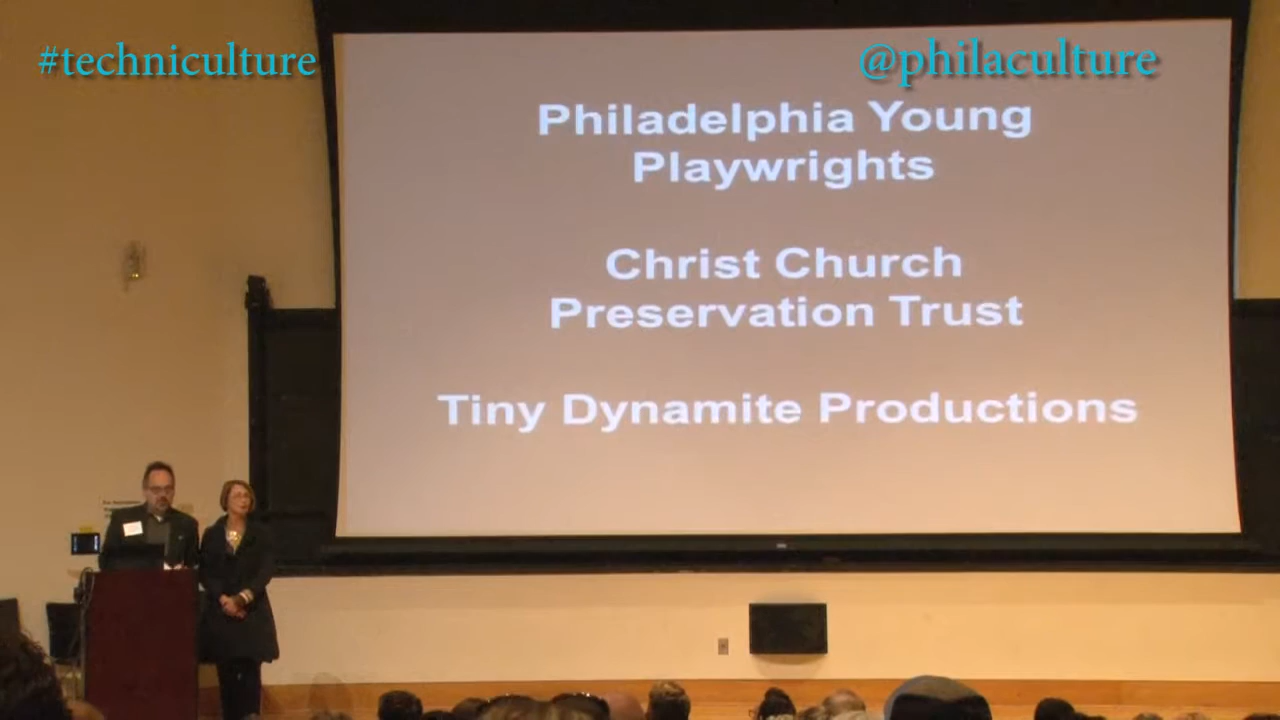 #techniculture
@philaculture
Philadelphia Young
Playwrights
Christ Church
Preservation Trust
Tiny Dynamite Productions